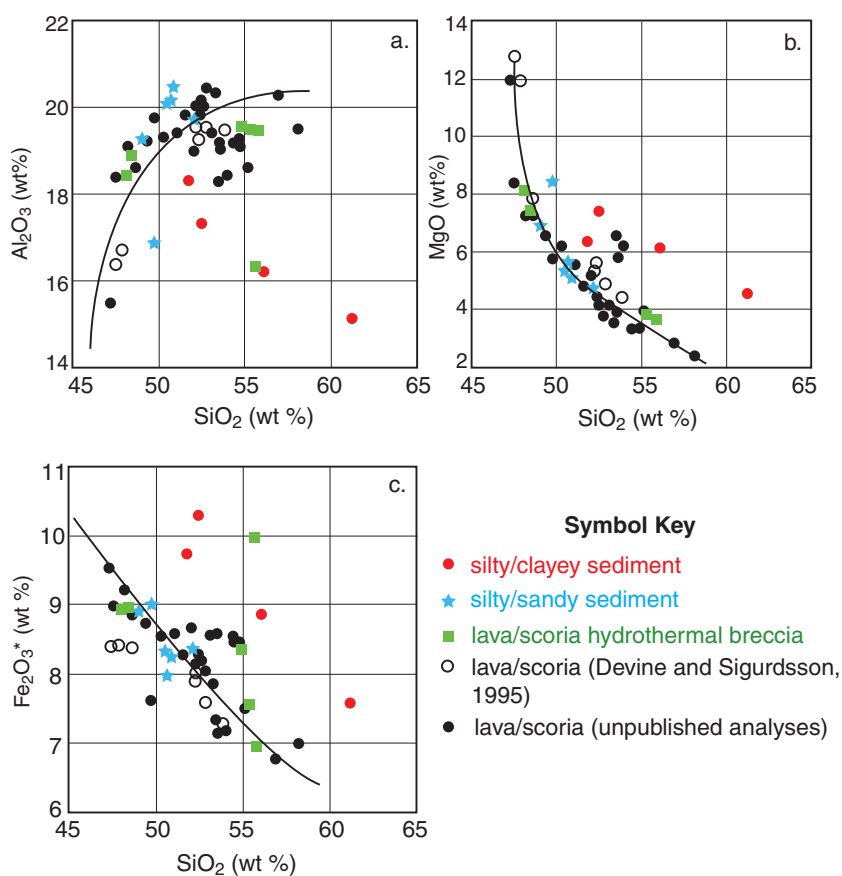 a.
22
20
18
16
14
Al₂O₃ (wt%)
45 50 55 60 65
SiO₂ (wt %)
b.
14
12
10
8
6
4
2
MgO (wt%)
45 50 55 60 65
SiO₂ (wt %)
c.
11
10
9
8
7
6
Fe₂O₃* (wt %)
45 50 55 60 65
SiO₂ (wt %)
Symbol Key
silty/clayey sediment
silty/sandy sediment
lava/scoria hydrothermal breccia
lava/scoria (Devine and Sigurdsson,
1995)
lava/scoria (unpublished analyses)